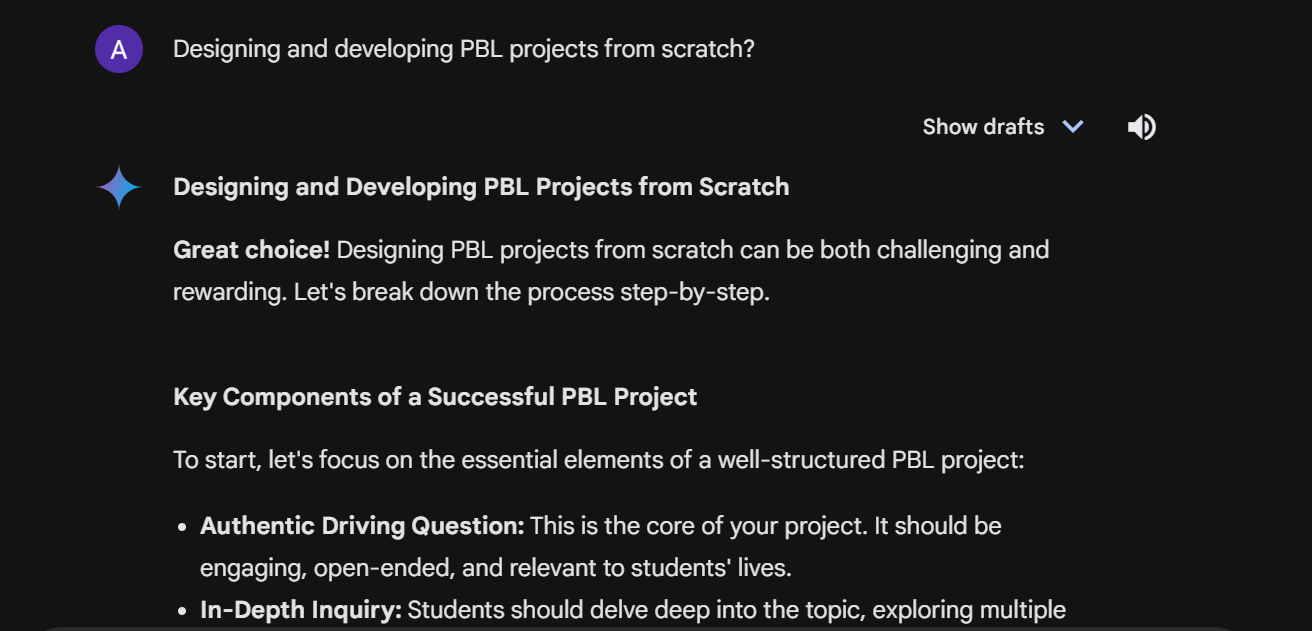 A
Designing and developing PBL projects from scratch?
Show drafts
Designing and Developing PBL Projects from Scratch
Great choice! Designing PBL projects from scratch can be both challenging and
rewarding. Let's break down the process step-by-step.
Key Components of a Successful PBL Project
To start, let's focus on the essential elements of a well-structured PBL project:
• Authentic Driving Question: This is the core of your project. It should be
engaging, open-ended, and relevant to students' lives.
• In-Depth Inquiry: Students should delve deep into the topic, exploring multiple